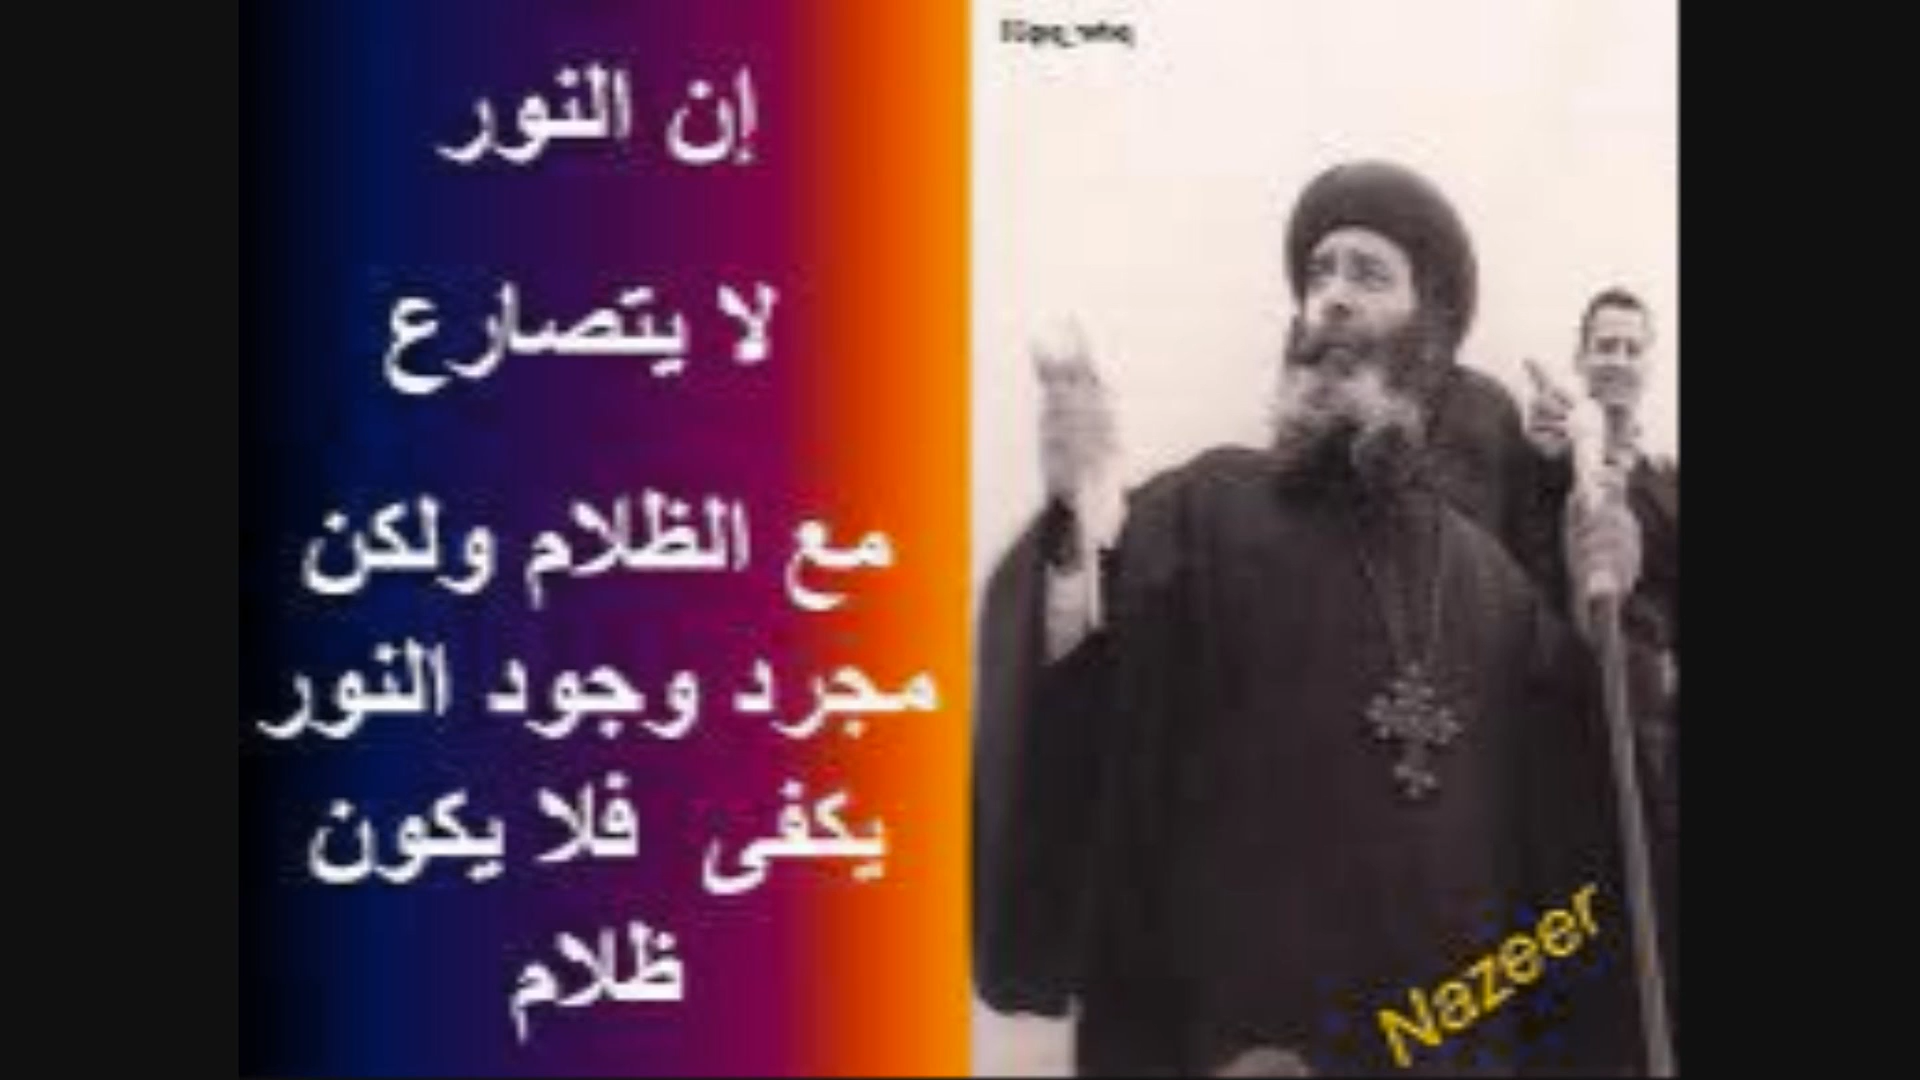 إن النور
لا يتصارع
مع الظلام ولكن
مجرد وجود النور
يكفى فلا يكون
ظلام
Nazeer